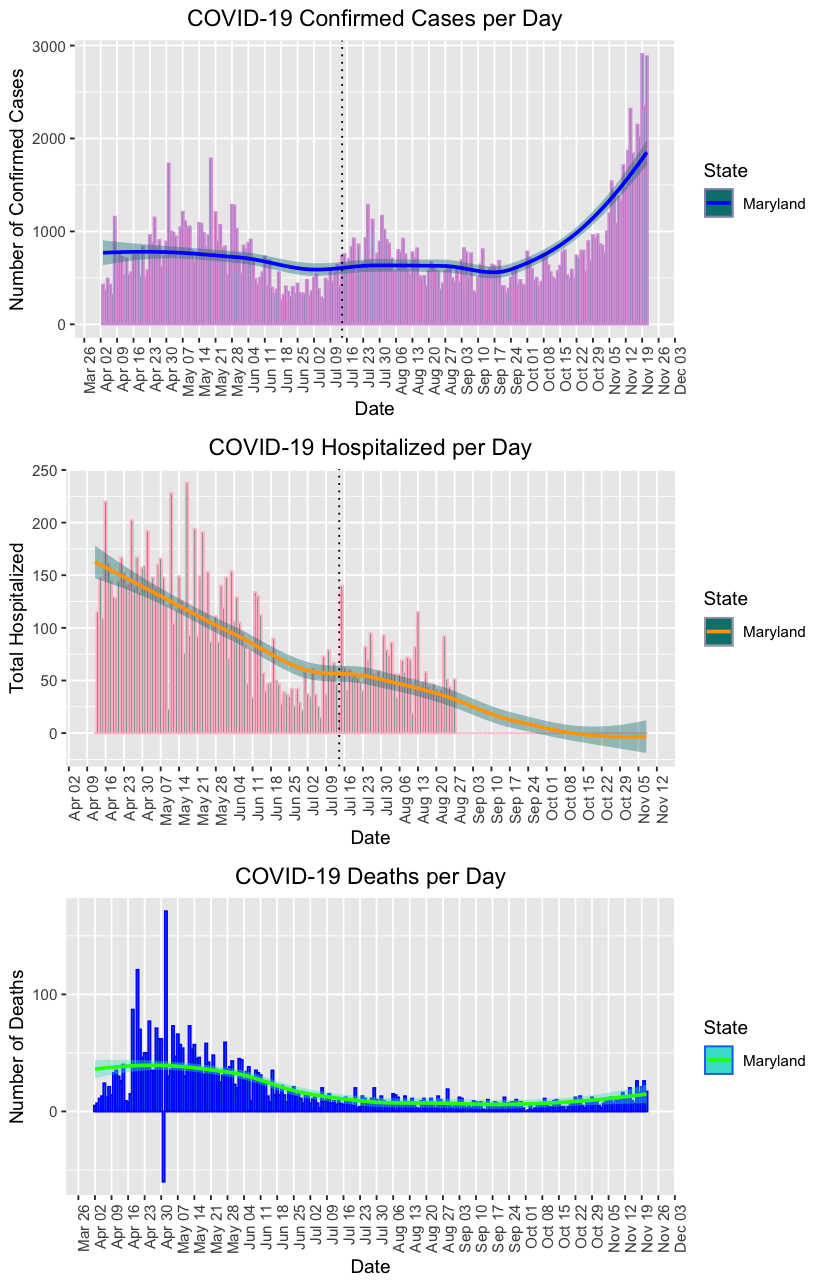 COVID-19 Confirmed Cases per Day
Number of Confirmed Cases
3000
2000
1000
0
Mar 26
Apr 02
Apr 09
Apr 16
Apr 23
Apr 30
May 07
May 14
May 21
May 28
Jun 04
Jun 11
Jun 18
Jun 25
Jul 02
Jul 09
Jul 16
Jul 23
Jul 30
Aug 06
Aug 13
Aug 20
Aug 27
Sep 03
Sep 10
Sep 17
Sep 24
Oct 01
Oct 08
Oct 15
Oct 22
Oct 29
Nov 05
Nov 12
Nov 19
Nov 26
Dec 03
Date
State
Maryland
COVID-19 Hospitalized per Day
Total Hospitalized
250
200
150
100
50
0
Apr 02
Apr 09
Apr 16
Apr 23
Apr 30
May 07
May 14
May 21
May 28
Jun 04
Jun 11
Jun 18
Jun 25
Jul 02
Jul 09
Jul 16
Jul 23
Jul 30
Aug 06
Aug 13
Aug 20
Aug 27
Sep 03
Sep 10
Sep 17
Sep 24
Oct 01
Oct 08
Oct 15
Oct 22
Oct 29
Nov 05
Nov 12
Date
State
Maryland
COVID-19 Deaths per Day
Number of Deaths
100
0
Mar 26
Apr 02
Apr 09
Apr 16
Apr 23
Apr 30
May 07
May 14
May 21
May 28
Jun 04
Jun 11
Jun 18
Jun 25
Jul 02
Jul 09
Jul 16
Jul 23
Jul 30
Aug 06
Aug 13
Aug 20
Aug 27
Sep 03
Sep 10
Sep 17
Sep 24
Oct 01
Oct 08
Oct 15
Oct 22
Oct 29
Nov 05
Nov 12
Nov 19
Nov 26
Dec 03
Date
State
Maryland